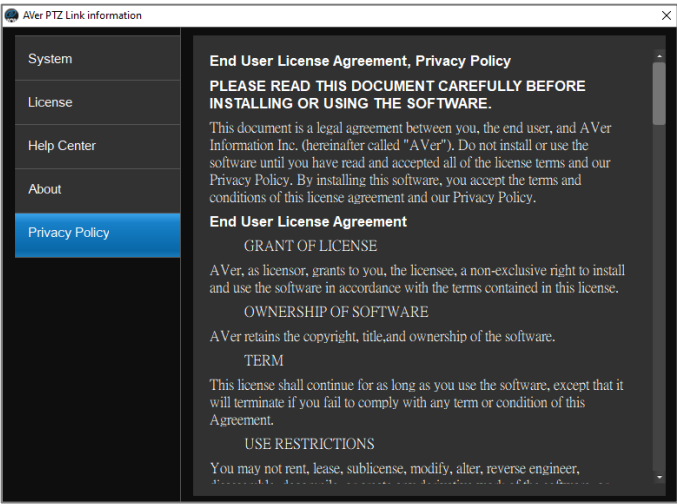 AVer PTZ Link information
System
License
Help Center
About
Privacy Policy
End User License Agreement, Privacy Policy
PLEASE READ THIS DOCUMENT CAREFULLY BEFORE
INSTALLING OR USING THE SOFTWARE.
This document is a legal agreement between you, the end user, and AVer
Information Inc. (hereinafter called "AVer"). Do not install or use the
software until you have read and accepted all of the license terms and our
Privacy Policy. By installing this software, you accept the terms and
conditions of this license agreement and our Privacy Policy.
End User License Agreement
GRANT OF LICENSE
AVer, as licensor, grants to you, the licensee, a non-exclusive right to install
and use the software in accordance with the terms contained in this license.
OWNERSHIP OF SOFTWARE
AVer retains the copyright, title,and ownership of the software.
TERM
This license shall continue for as long as you use the software, except that it
will terminate if you fail to comply with any term or condition of this
Agreement.
USE RESTRICTIONS
You may not rent, lease, sublicense, modify, alter, reverse engineer,